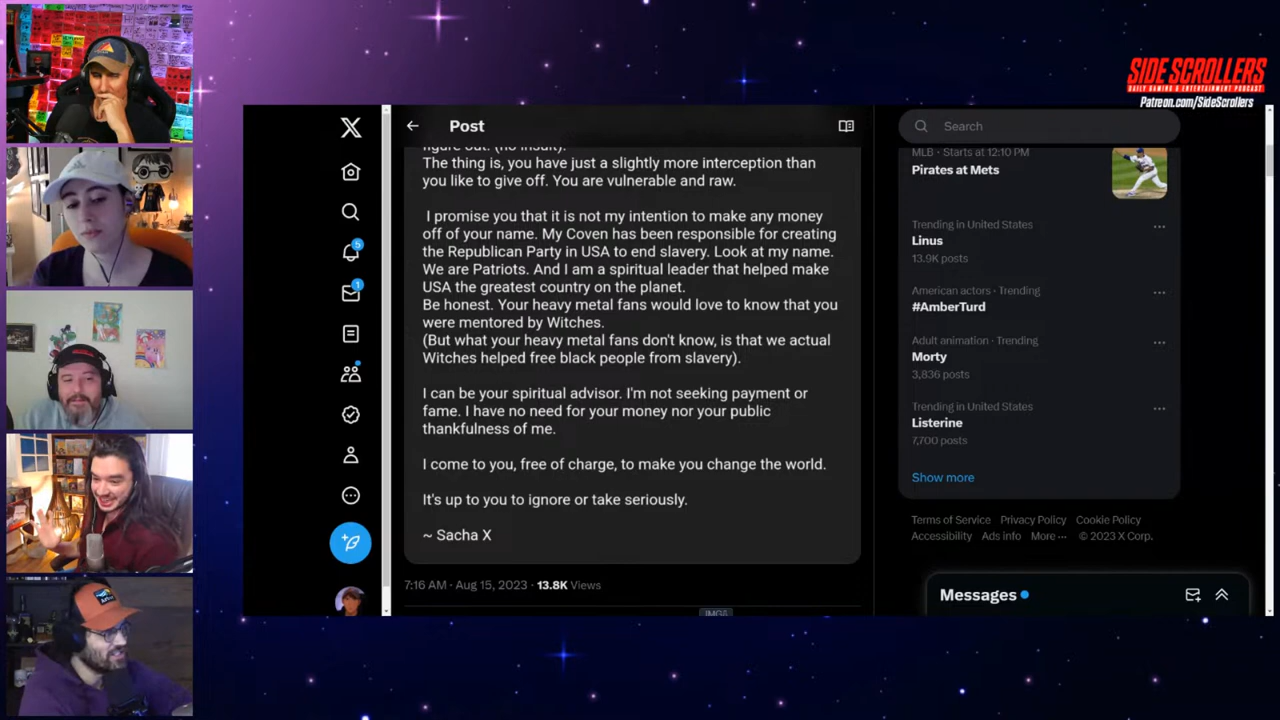 SIDE SCROLLERS
DAILY GAMING & ENTERTAINMENT PODCAST
Patreon.com/SideScrollers
Post
figure out. (no insult).
The thing is, you have just a slightly more interception than
you like to give off. You are vulnerable and raw.
I promise you that it is not my intention to make any money
off of your name. My Coven has been responsible for creating
the Republican Party in USA to end slavery. Look at my name.
We are Patriots. And I am a spiritual leader that helped make
USA the greatest country on the planet.
Be honest. Your heavy metal fans would love to know that you
were mentored by Witches.
(But what your heavy metal fans don't know, is that we actual
Witches helped free black people from slavery).
I can be your spiritual advisor. I'm not seeking payment or
fame. I have no need for your money nor your public
thankfulness of me.
I come to you, free of charge, to make you change the world.
It's up to you to ignore or take seriously.
~ Sacha X
7:16 AM · Aug 15, 2023 · 13.8K Views
5
1
Search
MLB · Starts at 12:10 PM
Pirates at Mets
Trending in United States
Linus
13.9K posts
American actors · Trending
#AmberTurd
Adult animation · Trending
Morty
3,836 posts
Trending in United States
Listerine
7,700 posts
Show more
Terms of Service Privacy Policy Cookie Policy
Accessibility Ads info More ··· © 2023 X Corp.
Messages